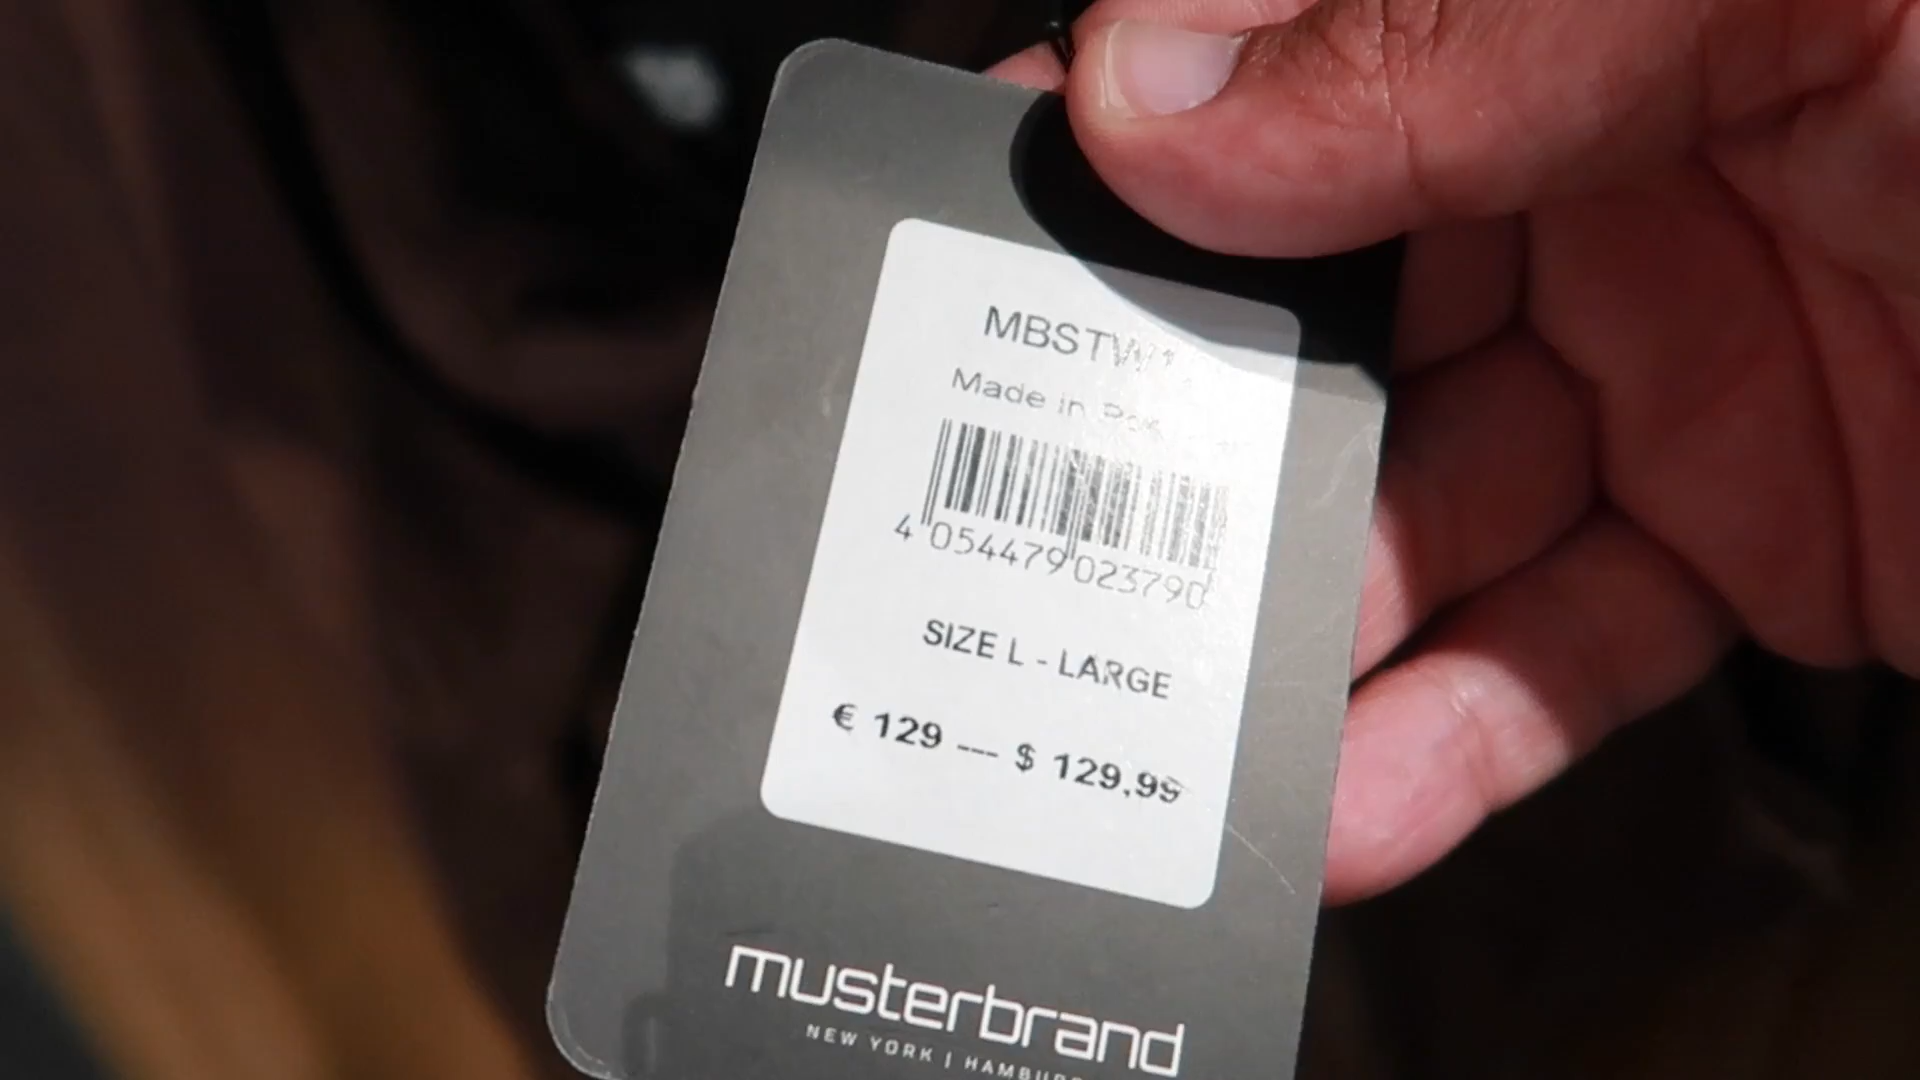 MBSTW
Made in
4 054479 023790
SIZE L - LARGE
€ 129 --- $ 129,99
musterbrand
NEW YORK | HAMBURG